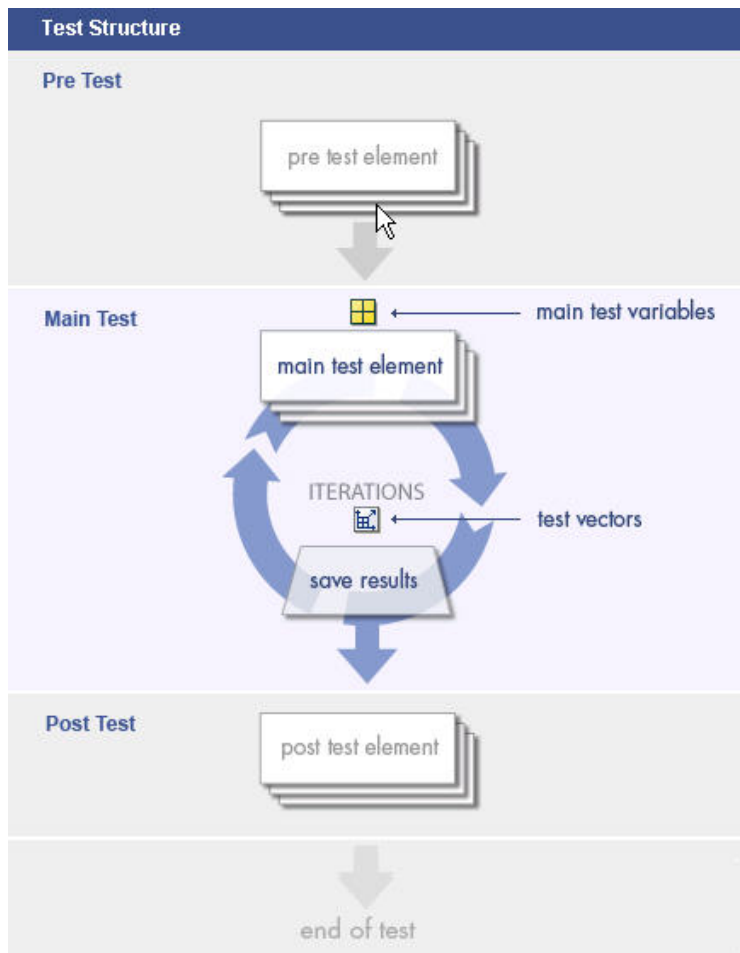 Test Structure
Pre Test
pre test element
main test variables
Main Test
main test element
ITERATIONS
test vectors
save results
Post Test
post test element
end of test